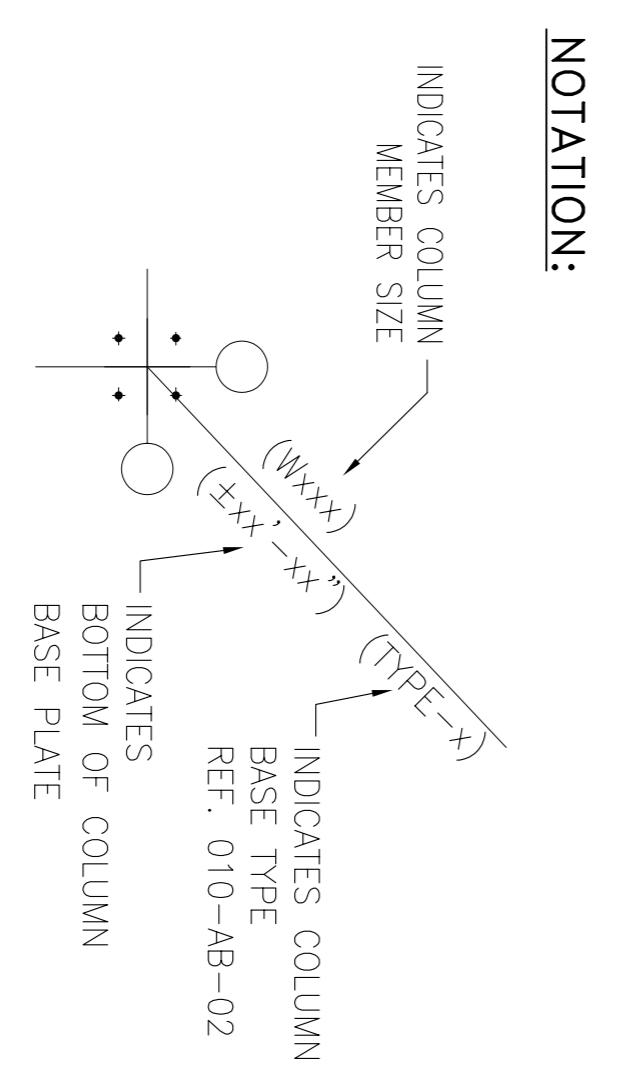 NOTATION:
INDICATES COLUMN
MEMBER SIZE
(Wxxx)
(±xx'-xx")
(TYPE-x)
INDICATES
BOTTOM OF COLUMN
BASE PLATE
INDICATES COLUMN
BASE TYPE
REF. 010-AB-02